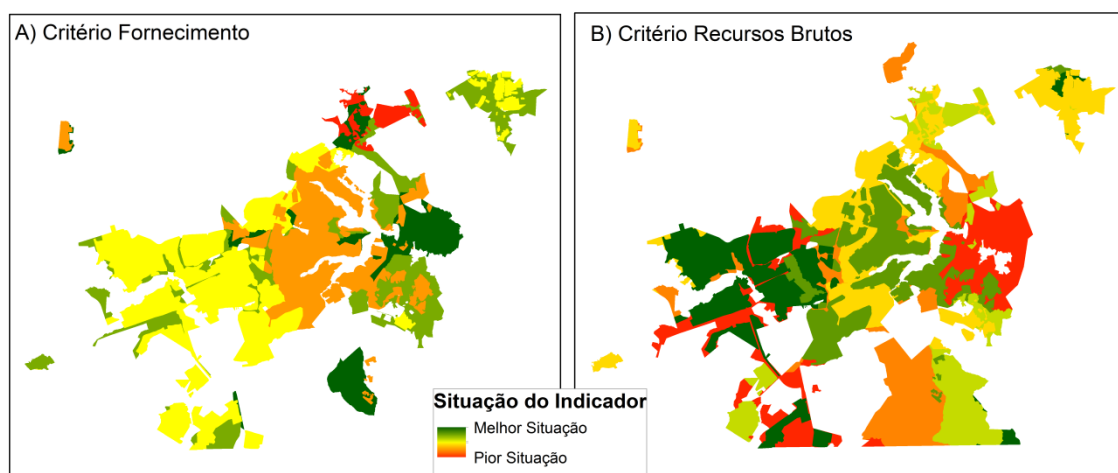 A) Critério Fornecimento
B) Critério Recursos Brutos
Situação do Indicador
Melhor Situação
Pior Situação